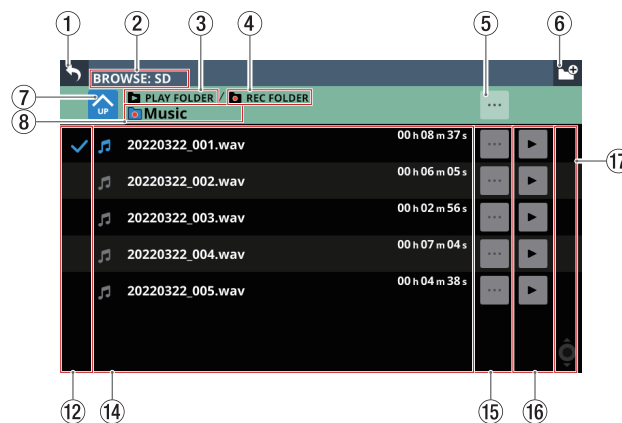 1 2 3 4 5 6
BROWSE: SD
7 UP PLAY FOLDER / REC FOLDER ...
8 Music
20220322_001.wav 00 h 08 m 37 s ... 17
20220322_002.wav 00 h 06 m 05 s ...
20220322_003.wav 00 h 02 m 56 s ...
20220322_004.wav 00 h 07 m 04 s ...
20220322_005.wav 00 h 04 m 38 s ...
12 14 15 16